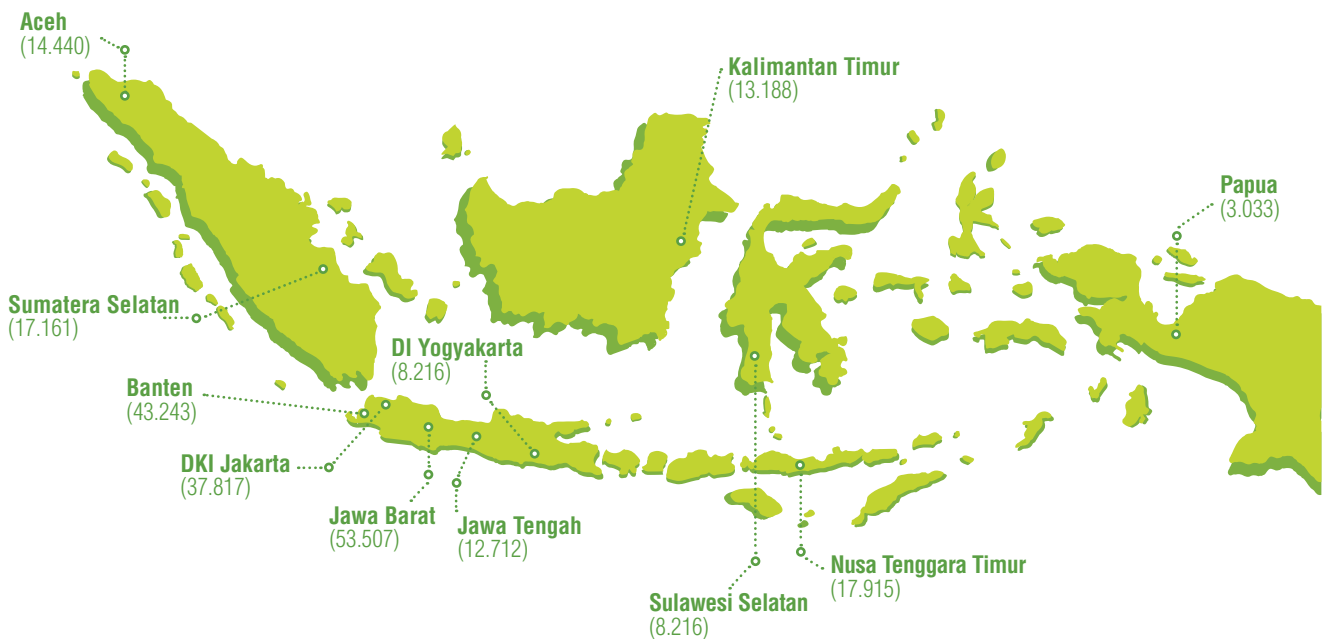 Aceh
(14.440)
Kalimantan Timur
(13.188)
Papua
(3.033)
Sumatera Selatan
(17.161)
DI Yogyakarta
(8.216)
Banten
(43.243)
DKI Jakarta
(37.817)
Jawa Barat
(53.507)
Jawa Tengah
(12.712)
Nusa Tenggara Timur
(17.915)
Sulawesi Selatan
(8.216)